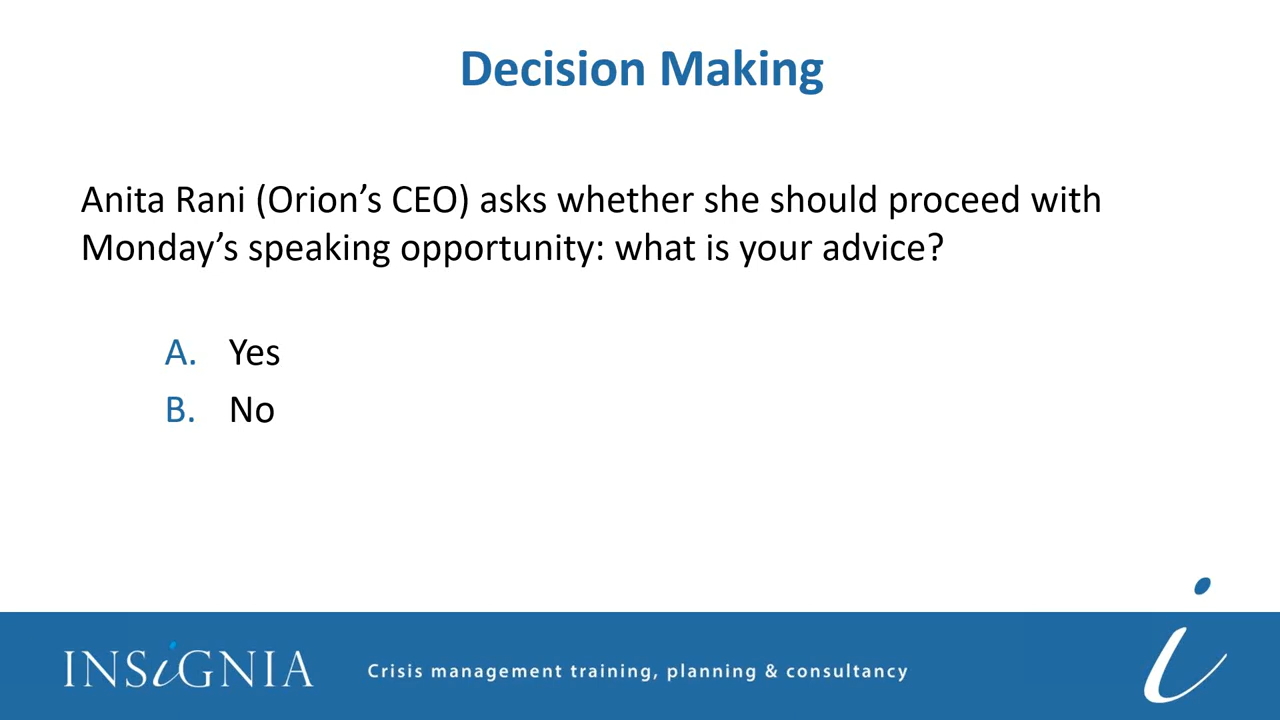 Decision Making
Anita Rani (Orion’s CEO) asks whether she should proceed with
Monday’s speaking opportunity: what is your advice?
A. Yes
B. No
INSiGNIA Crisis management training, planning & consultancy
i